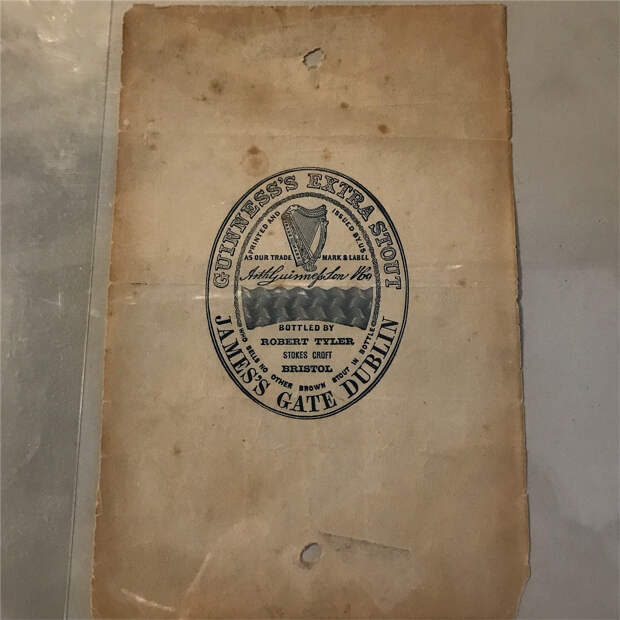 GUINNESS'S EXTRA STOUT
PRINTED AND ISSUED BY US
AS OUR TRADE MARK & LABEL
Arth Guinness Son & Co
BOTTLED BY
ROBERT TYLER
STOKES CROFT
BRISTOL
WHO SELLS NO OTHER BROWN STOUT IN BOTTLE
JAMES'S GATE DUBLIN